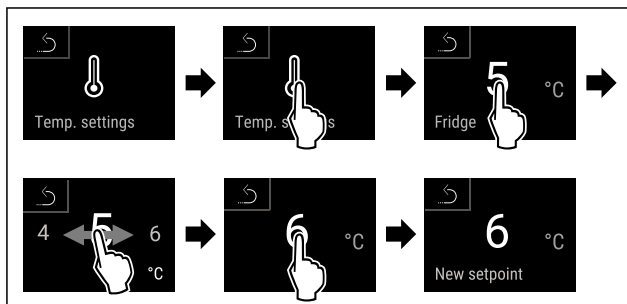 Temp. settings
Temp. s s
5 °C
Fridge
4 5 6
°C
6 °C
6 °C
New setpoint